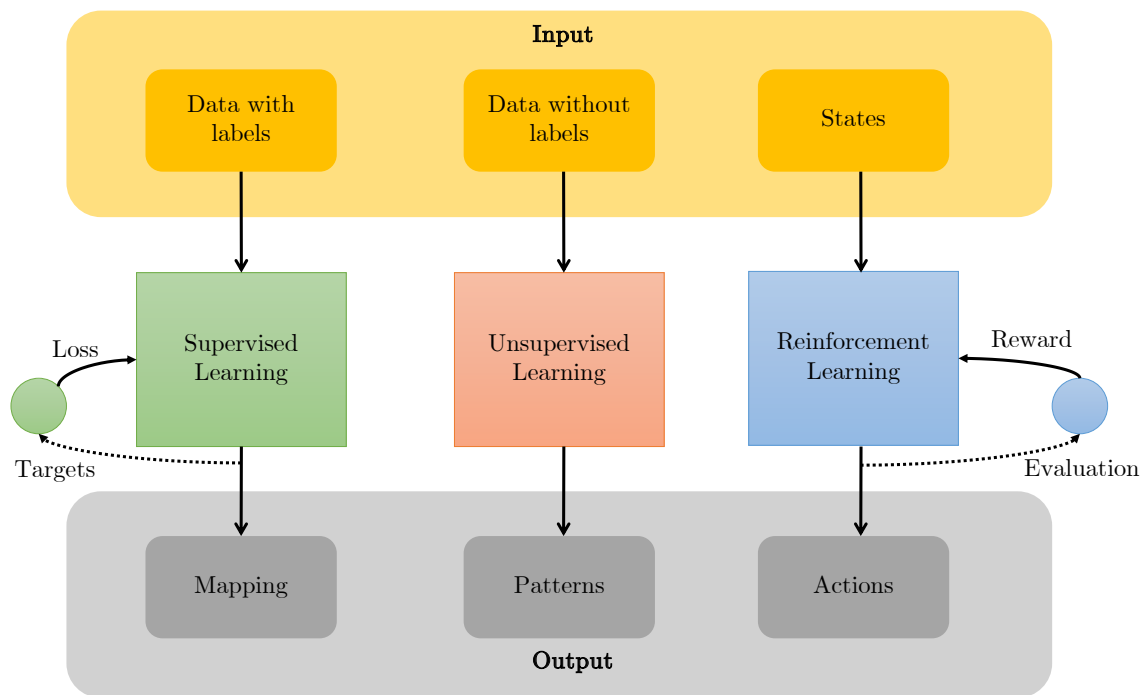 Input
Data with
labels
Data without
labels
States
Supervised
Learning
Unsupervised
Learning
Reinforcement
Learning
Loss
Reward
Targets
Evaluation
Mapping
Patterns
Actions
Output